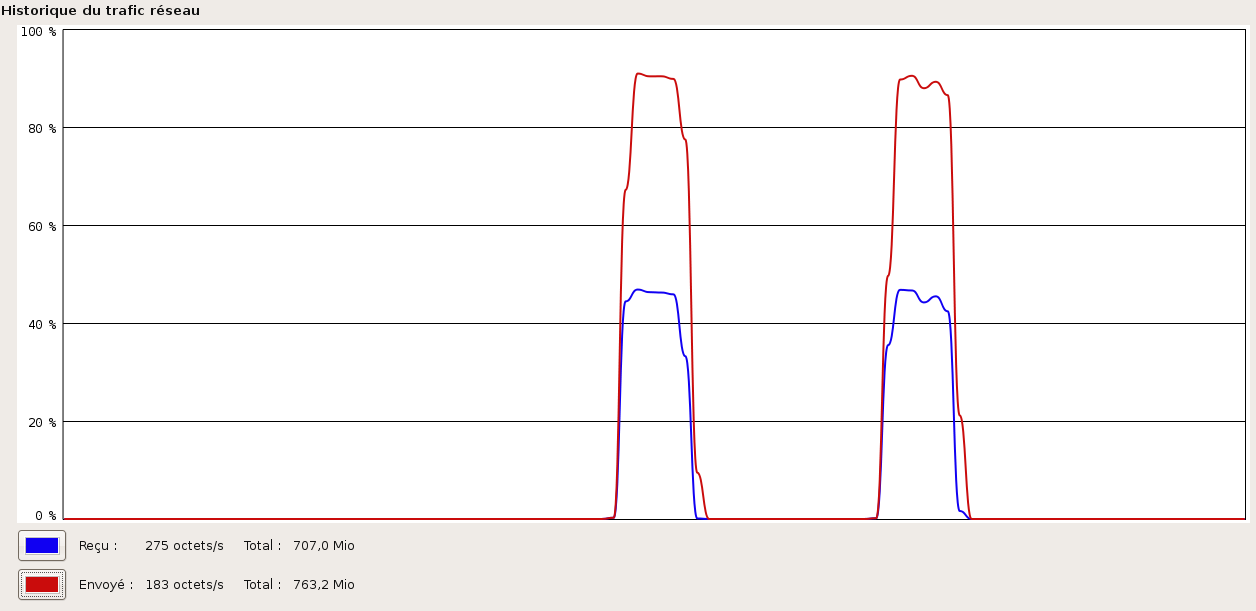 Historique du trafic réseau
100 %
80 %
60 %
40 %
20 %
0 %
Reçu : 275 octets/s Total : 707,0 Mio
Envoyé : 183 octets/s Total : 763,2 Mio